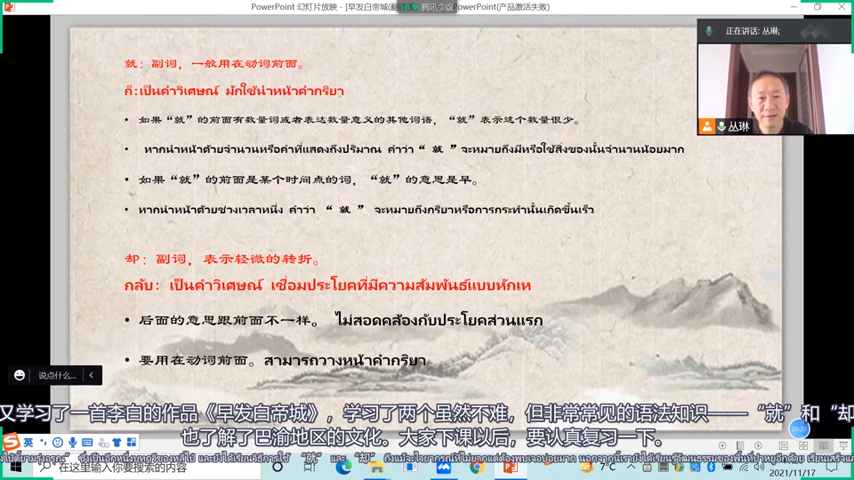 PowerPoint 幻灯片放映 - [早发白帝城(
腾讯会议
PowerPoint(产品激活失败)
正在讲话: 丛琳;
丛琳
就：副词，一般用在动词前面。
ก็:เป็นคำวิเศษณ์ มักใช้นำหน้าคำกริยา
• 如果“就”的前面有数量词或者表达数量意义的其他词语，“就”表示这个数量很少。
• หากนำหน้าด้วยจำนวนหรือคำที่แสดงถึงปริมาณ คำว่า “ 就 ” จะหมายถึงมีหรือใช้สิ่งของนั้นจำนวนน้อยมาก
• 如果“就”的前面是某个时间点的词，“就”的意思是早。
• หากนำหน้าด้วยช่วงเวลาหนึ่ง คำว่า “ 就 ” จะหมายถึงกริยาหรือการกระทำนั้นเกิดขึ้นเร็ว
却：副词，表示轻微的转折。
กลับ: เป็นคำวิเศษณ์ เชื่อมประโยคที่มีความสัมพันธ์แบบหักเห
• 后面的意思跟前面不一样。 ไม่สอดคล้องกับประโยคส่วนแรก
• 要用在动词前面。สามารถวางหน้าคำกริยา
说点什么...
又学习了一首李白的作品《早发白帝城》，学习了两个虽然不难，但非常常见的语法知识——“就”和“却
也了解了巴渝地区的文化。大家下课以后，要认真复习一下。
26:20
英
在这里输入你要搜索的内容
7°C
2021/11/17